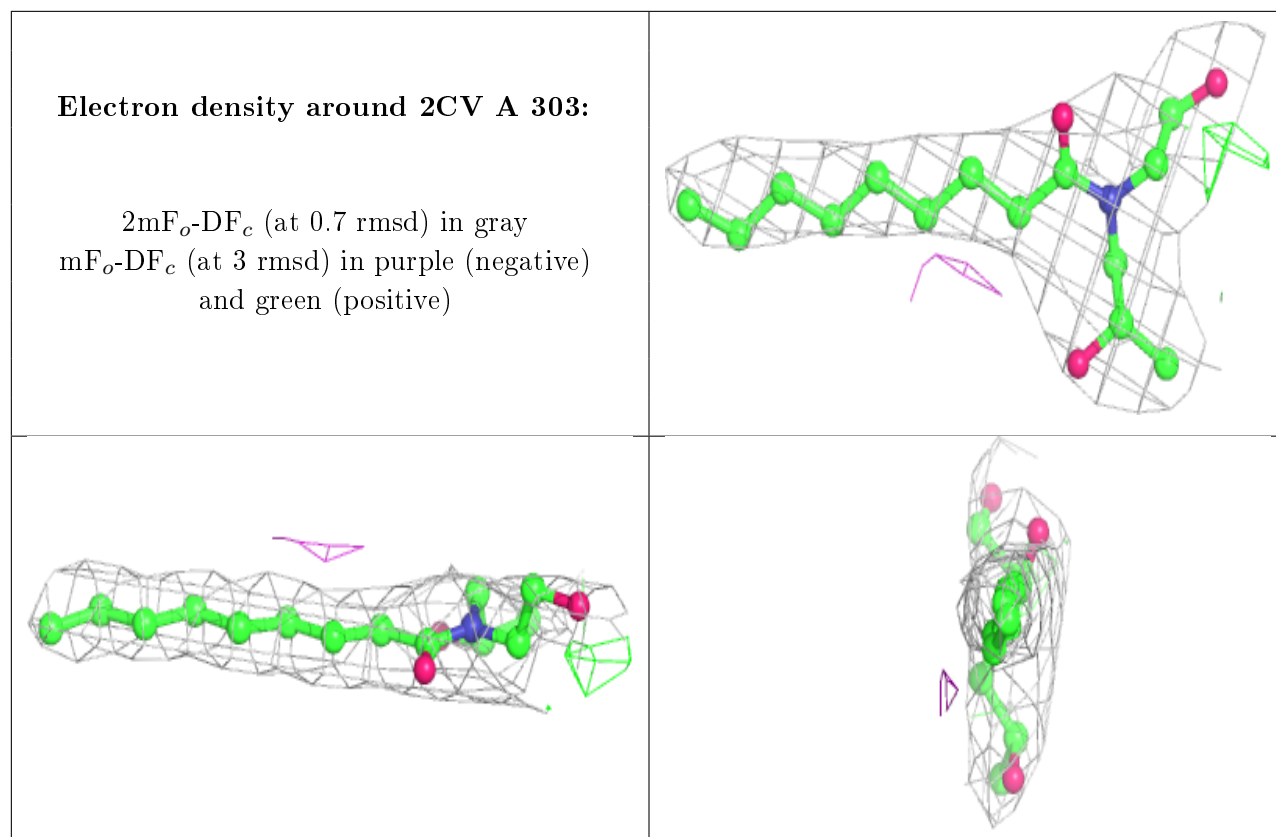 Electron density around 2CV A 303:
2mFo-DFc (at 0.7 rmsd) in gray
mFo-DFc (at 3 rmsd) in purple (negative)
and green (positive)